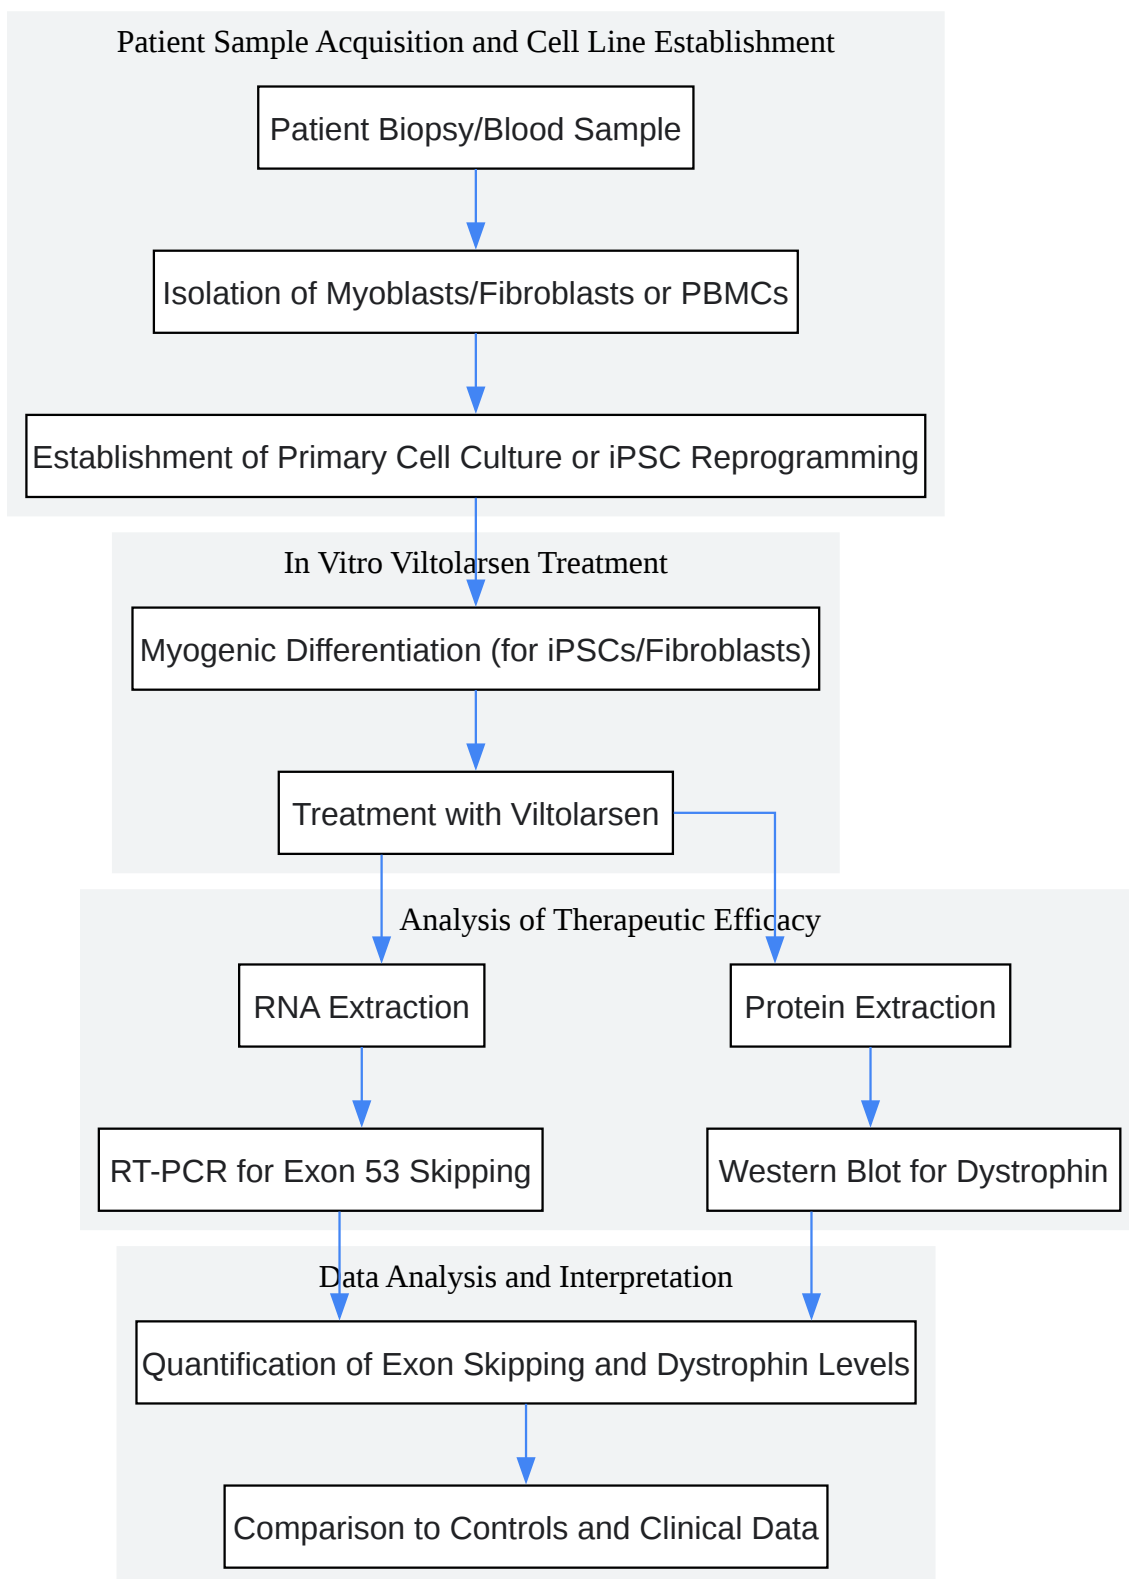 Patient Sample Acquisition and Cell Line Establishment
Patient Biopsy/Blood Sample
Isolation of Myoblasts/Fibroblasts or PBMCs
Establishment of Primary Cell Culture or iPSC Reprogramming
In Vitro Viltolarsen Treatment
Myogenic Differentiation (for iPSCs/Fibroblasts)
Treatment with Viltolarsen
Analysis of Therapeutic Efficacy
RNA Extraction
Protein Extraction
RT-PCR for Exon 53 Skipping
Western Blot for Dystrophin
Data Analysis and Interpretation
Quantification of Exon Skipping and Dystrophin Levels
Comparison to Controls and Clinical Data